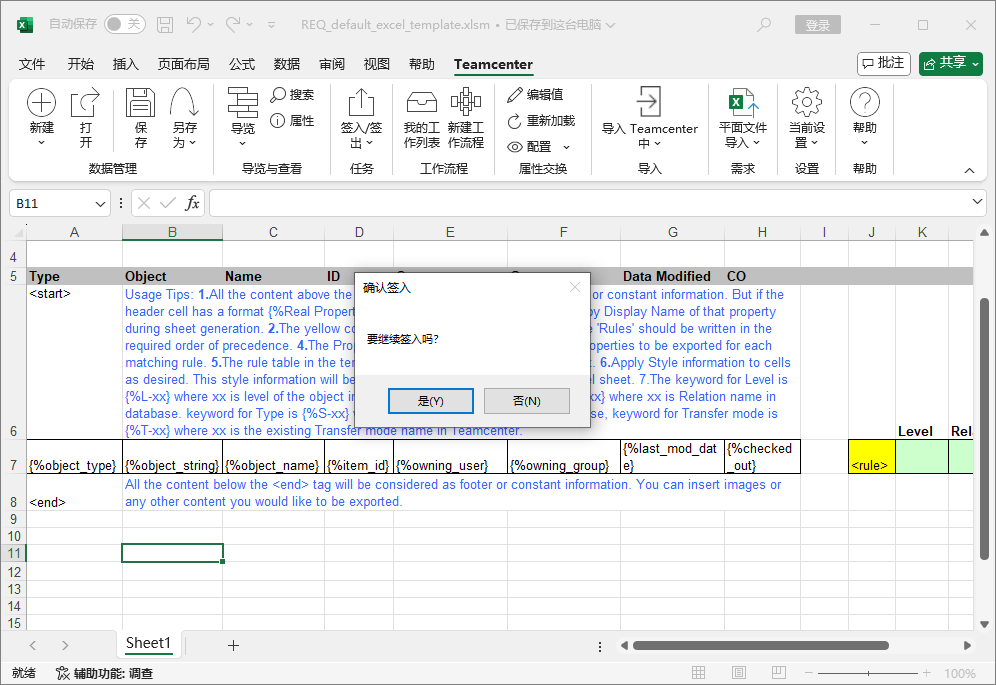 自动保存 关 REQ_default_excel_template.xlsm • 已保存到这台电脑 登录
文件 开始 插入 页面布局 公式 数据 审阅 视图 帮助 Teamcenter 批注 共享
新建 打开 保存 另存为 数据管理
导览 搜索 属性 导览与查看
签入/签出 任务
我的工作列表 新建工作流程 工作流程
编辑值 重新加载 配置 属性交换
导入 Teamcenter 中 导入
平面文件导入 需求
当前设置 设置
帮助 帮助
B11 fx
A B C D E F G H I J K
4
5 Type Object Name ID Data Modified CO
<start>
Usage Tips: 1.All the content above the
or constant information. But if the
header cell has a format {%Real Propert
by Display Name of that property
during sheet generation. 2.The yellow co
e 'Rules' should be written in the
required order of precedence. 4.The Pro
operties to be exported for each
matching rule. 5.The rule table in the ter
t. 6.Apply Style information to cells
as desired. This style information will be
el sheet. 7.The keyword for Level is
{%L-xx} where xx is level of the object in
xx} where xx is Relation name in
database. keyword for Type is {%S-xx}
se, keyword for Transfer mode is
{%T-xx} where xx is the existing Transfer mode name in Teamcenter.
6 Level Rela
7 {%object_type} {%object_string} {%object_name} {%item_id} {%owning_user} {%owning_group} {%last_mod_date} {%checked_out} <rule>
All the content below the <end> tag will be considered as footer or constant information. You can insert images or
8 <end> any other content you would like to be exported.
9
10
11
12
13
14
15
确认签入
要继续签入吗?
是(Y) 否(N)
Sheet1
就绪 辅助功能: 调查 100%